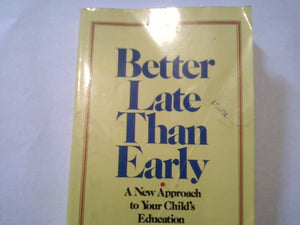 Better
Late
Than
Early
A New Approach
to Your Child's
Education